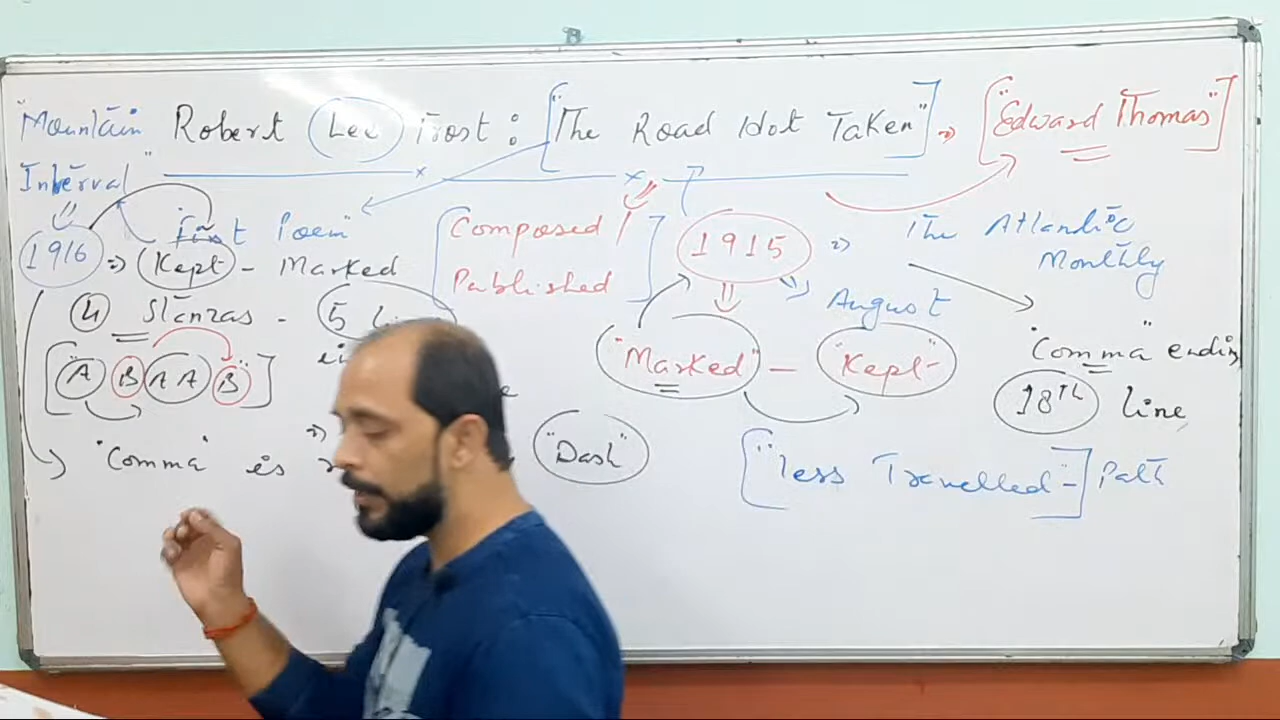 "Mountain Robert Lee Frost : ["The Road Not Taken"] => ["Edward Thomas"]
Interval"
1916 => First Poem" [Composed / Published] 1915 => The Atlantic Monthly
(Kept) - Marked
August
4 Stanzas - 5
"Marked" - "Kept"
"Comma" ending
18th line
["A B A A B"]
"Comma" is
"Dash"
["less Travelled" -] Path